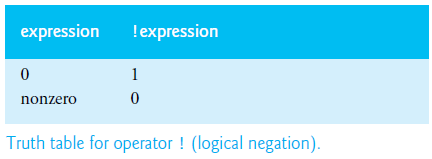 expression !expression
0 1
nonzero 0
Truth table for operator ! (logical negation).